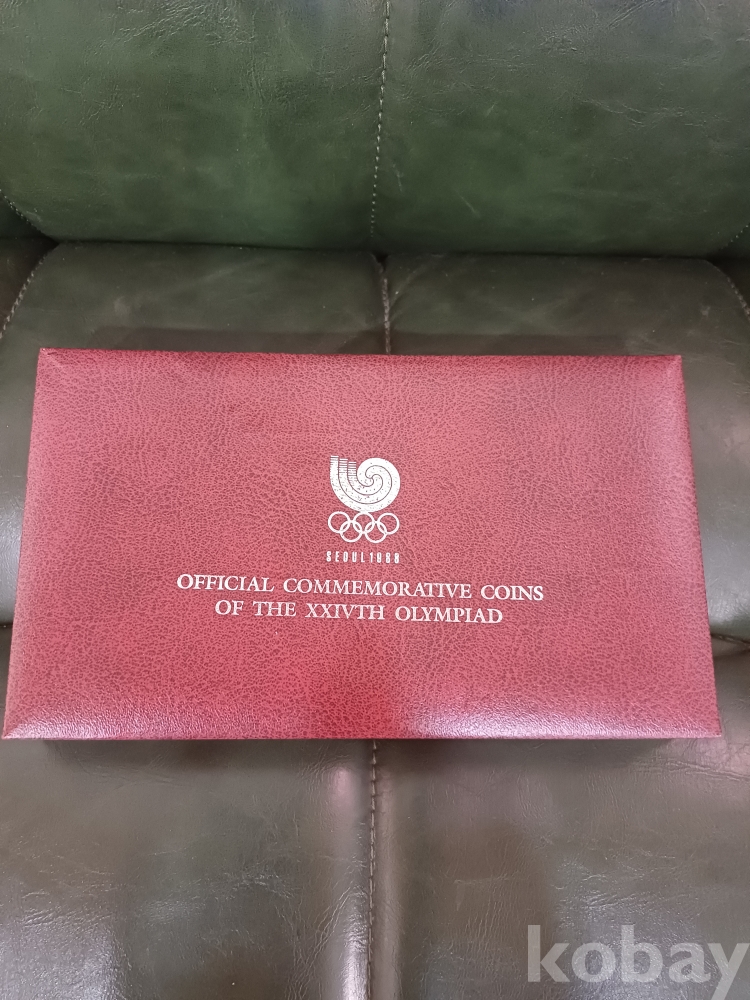 SEOUL 1988
OFFICIAL COMMEMORATIVE COINS
OF THE XXIVTH OLYMPIAD
kobay